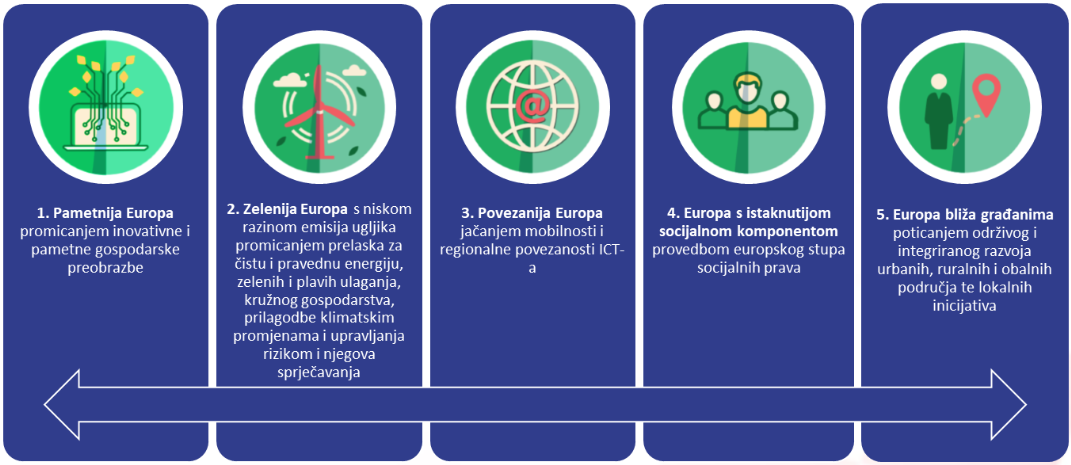 1. Pametnija Europa
promicanjem inovativne i
pametne gospodarske
preobrazbe
2. Zelenija Europa s niskom
razinom emisija ugljika
promicanjem prelaska za
čistu i pravednu energiju,
zelenih i plavih ulaganja,
kružnog gospodarstva,
prilagodbe klimatskim
promjenama i upravljanja
rizikom i njegova
sprječavanja
3. Povezanija Europa
jačanjem mobilnosti i
regionalne povezanosti ICT-
a
@
4. Europa s istaknutijom
socijalnom komponentom
provedbom europskog stupa
socijalnih prava
5. Europa bliža građanima
poticanjem održivog i
integriranog razvoja
urbanih, ruralnih i obalnih
područja te lokalnih
inicijativa